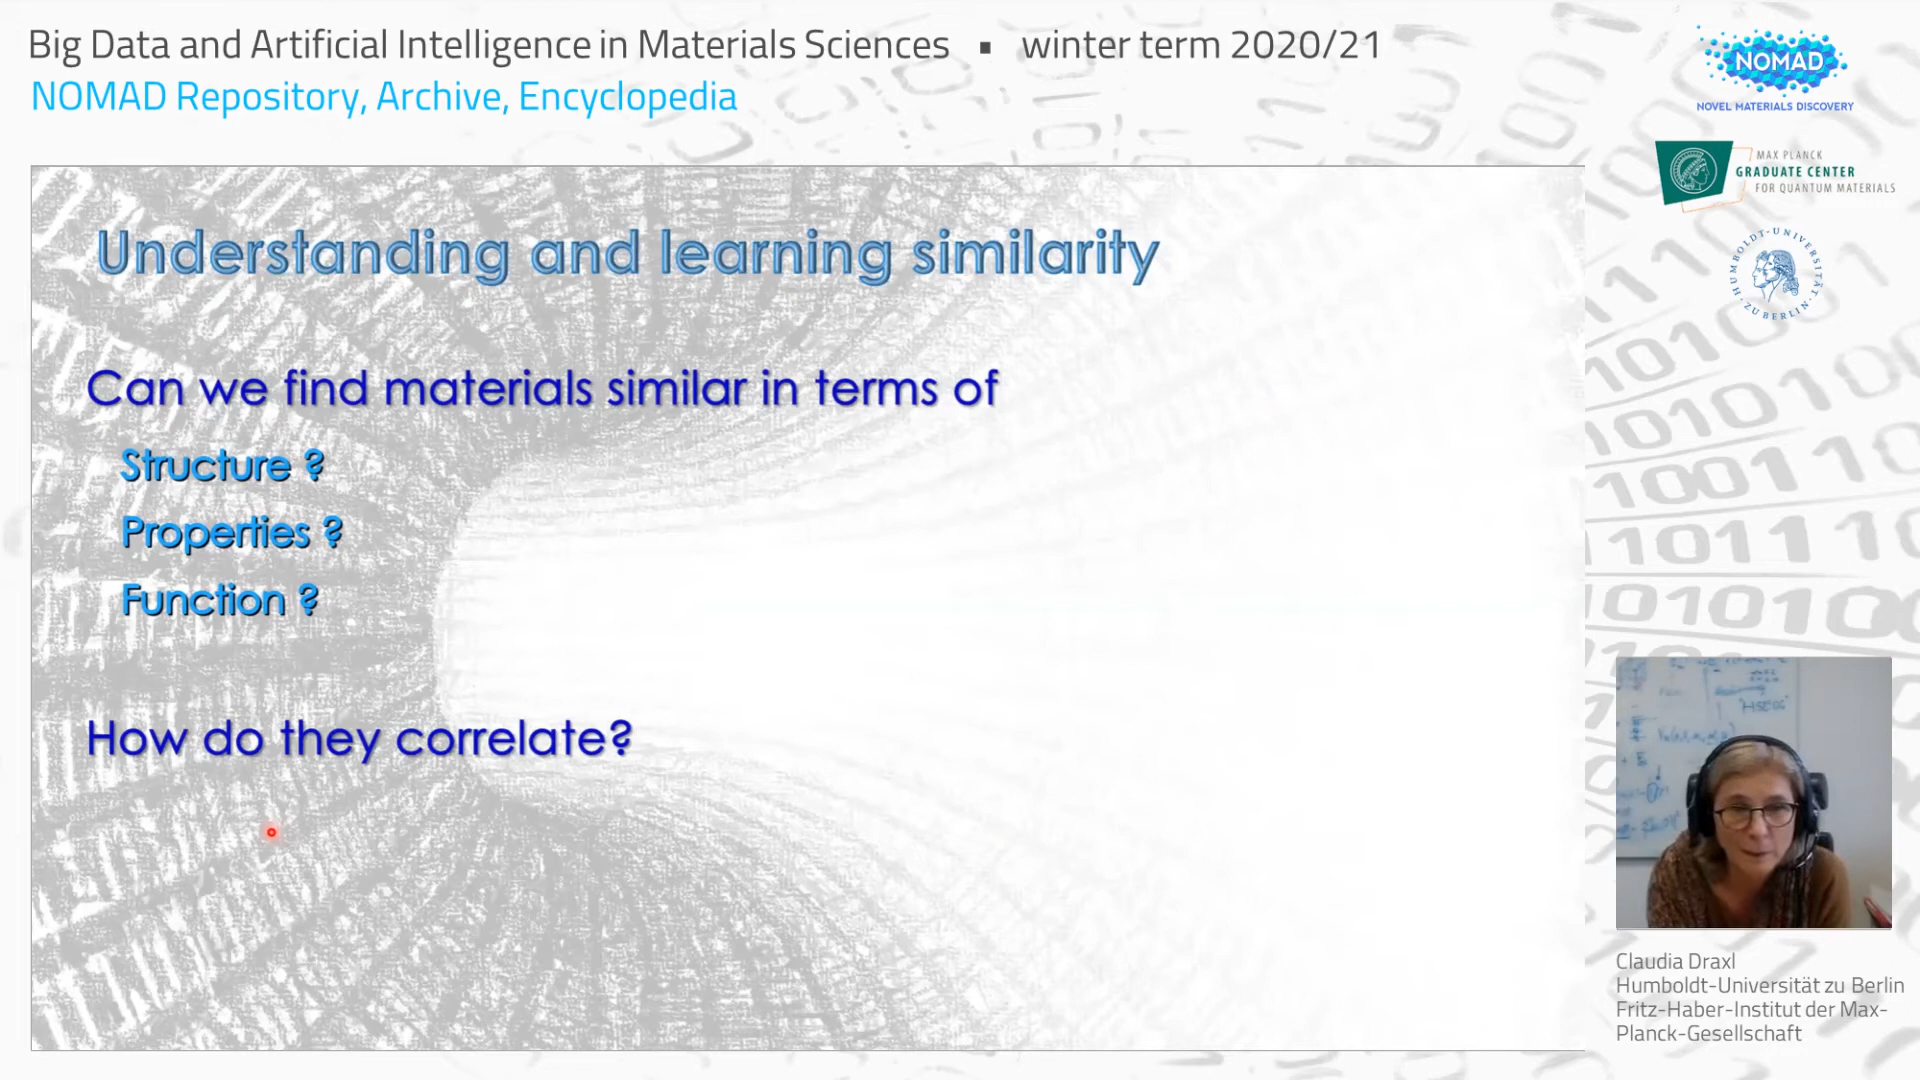 Big Data and Artificial Intelligence in Materials Sciences ▪ winter term 2020/21
NOMAD Repository, Archive, Encyclopedia
NOMAD
NOVEL MATERIALS DISCOVERY
MAX PLANCK
GRADUATE CENTER
FOR QUANTUM MATERIALS
HUMBOLDT-UNIVERSITÄT ZU BERLIN
Understanding and learning similarity
Can we find materials similar in terms of
Structure ?
Properties ?
Function ?
How do they correlate?
Claudia Draxl
Humboldt-Universität zu Berlin
Fritz-Haber-Institut der Max-
Planck-Gesellschaft